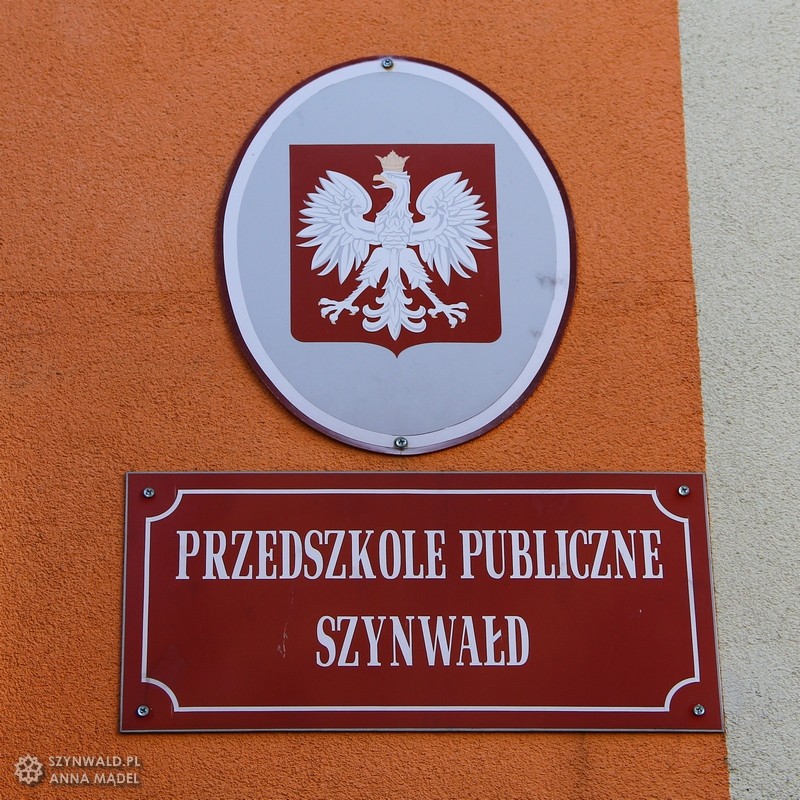 PRZEDSZKOLE PUBLICZNE
SZYNWAŁD
SZYNWALD.PL
ANNA MĄDEL